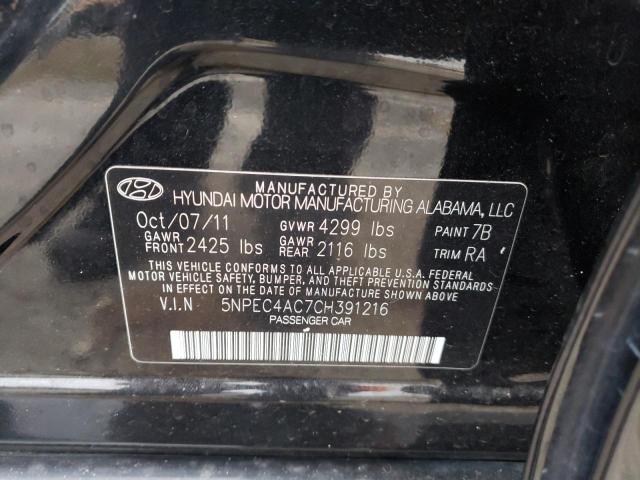 MANUFACTURED BY
HYUNDAI MOTOR MANUFACTURING ALABAMA, LLC
Oct/07/11 GVWR 4299 lbs PAINT 7B
GAWR FRONT 2425 lbs GAWR REAR 2116 lbs TRIM RA
THIS VEHICLE CONFORMS TO ALL APPLICABLE U.S.A. FEDERAL
MOTOR VEHICLE SAFETY, BUMPER, AND THEFT PREVENTION STANDARDS
IN EFFECT ON THE DATE OF MANUFACTURE SHOWN ABOVE.
V.I.N 5NPEC4AC7CH391216
PASSENGER CAR